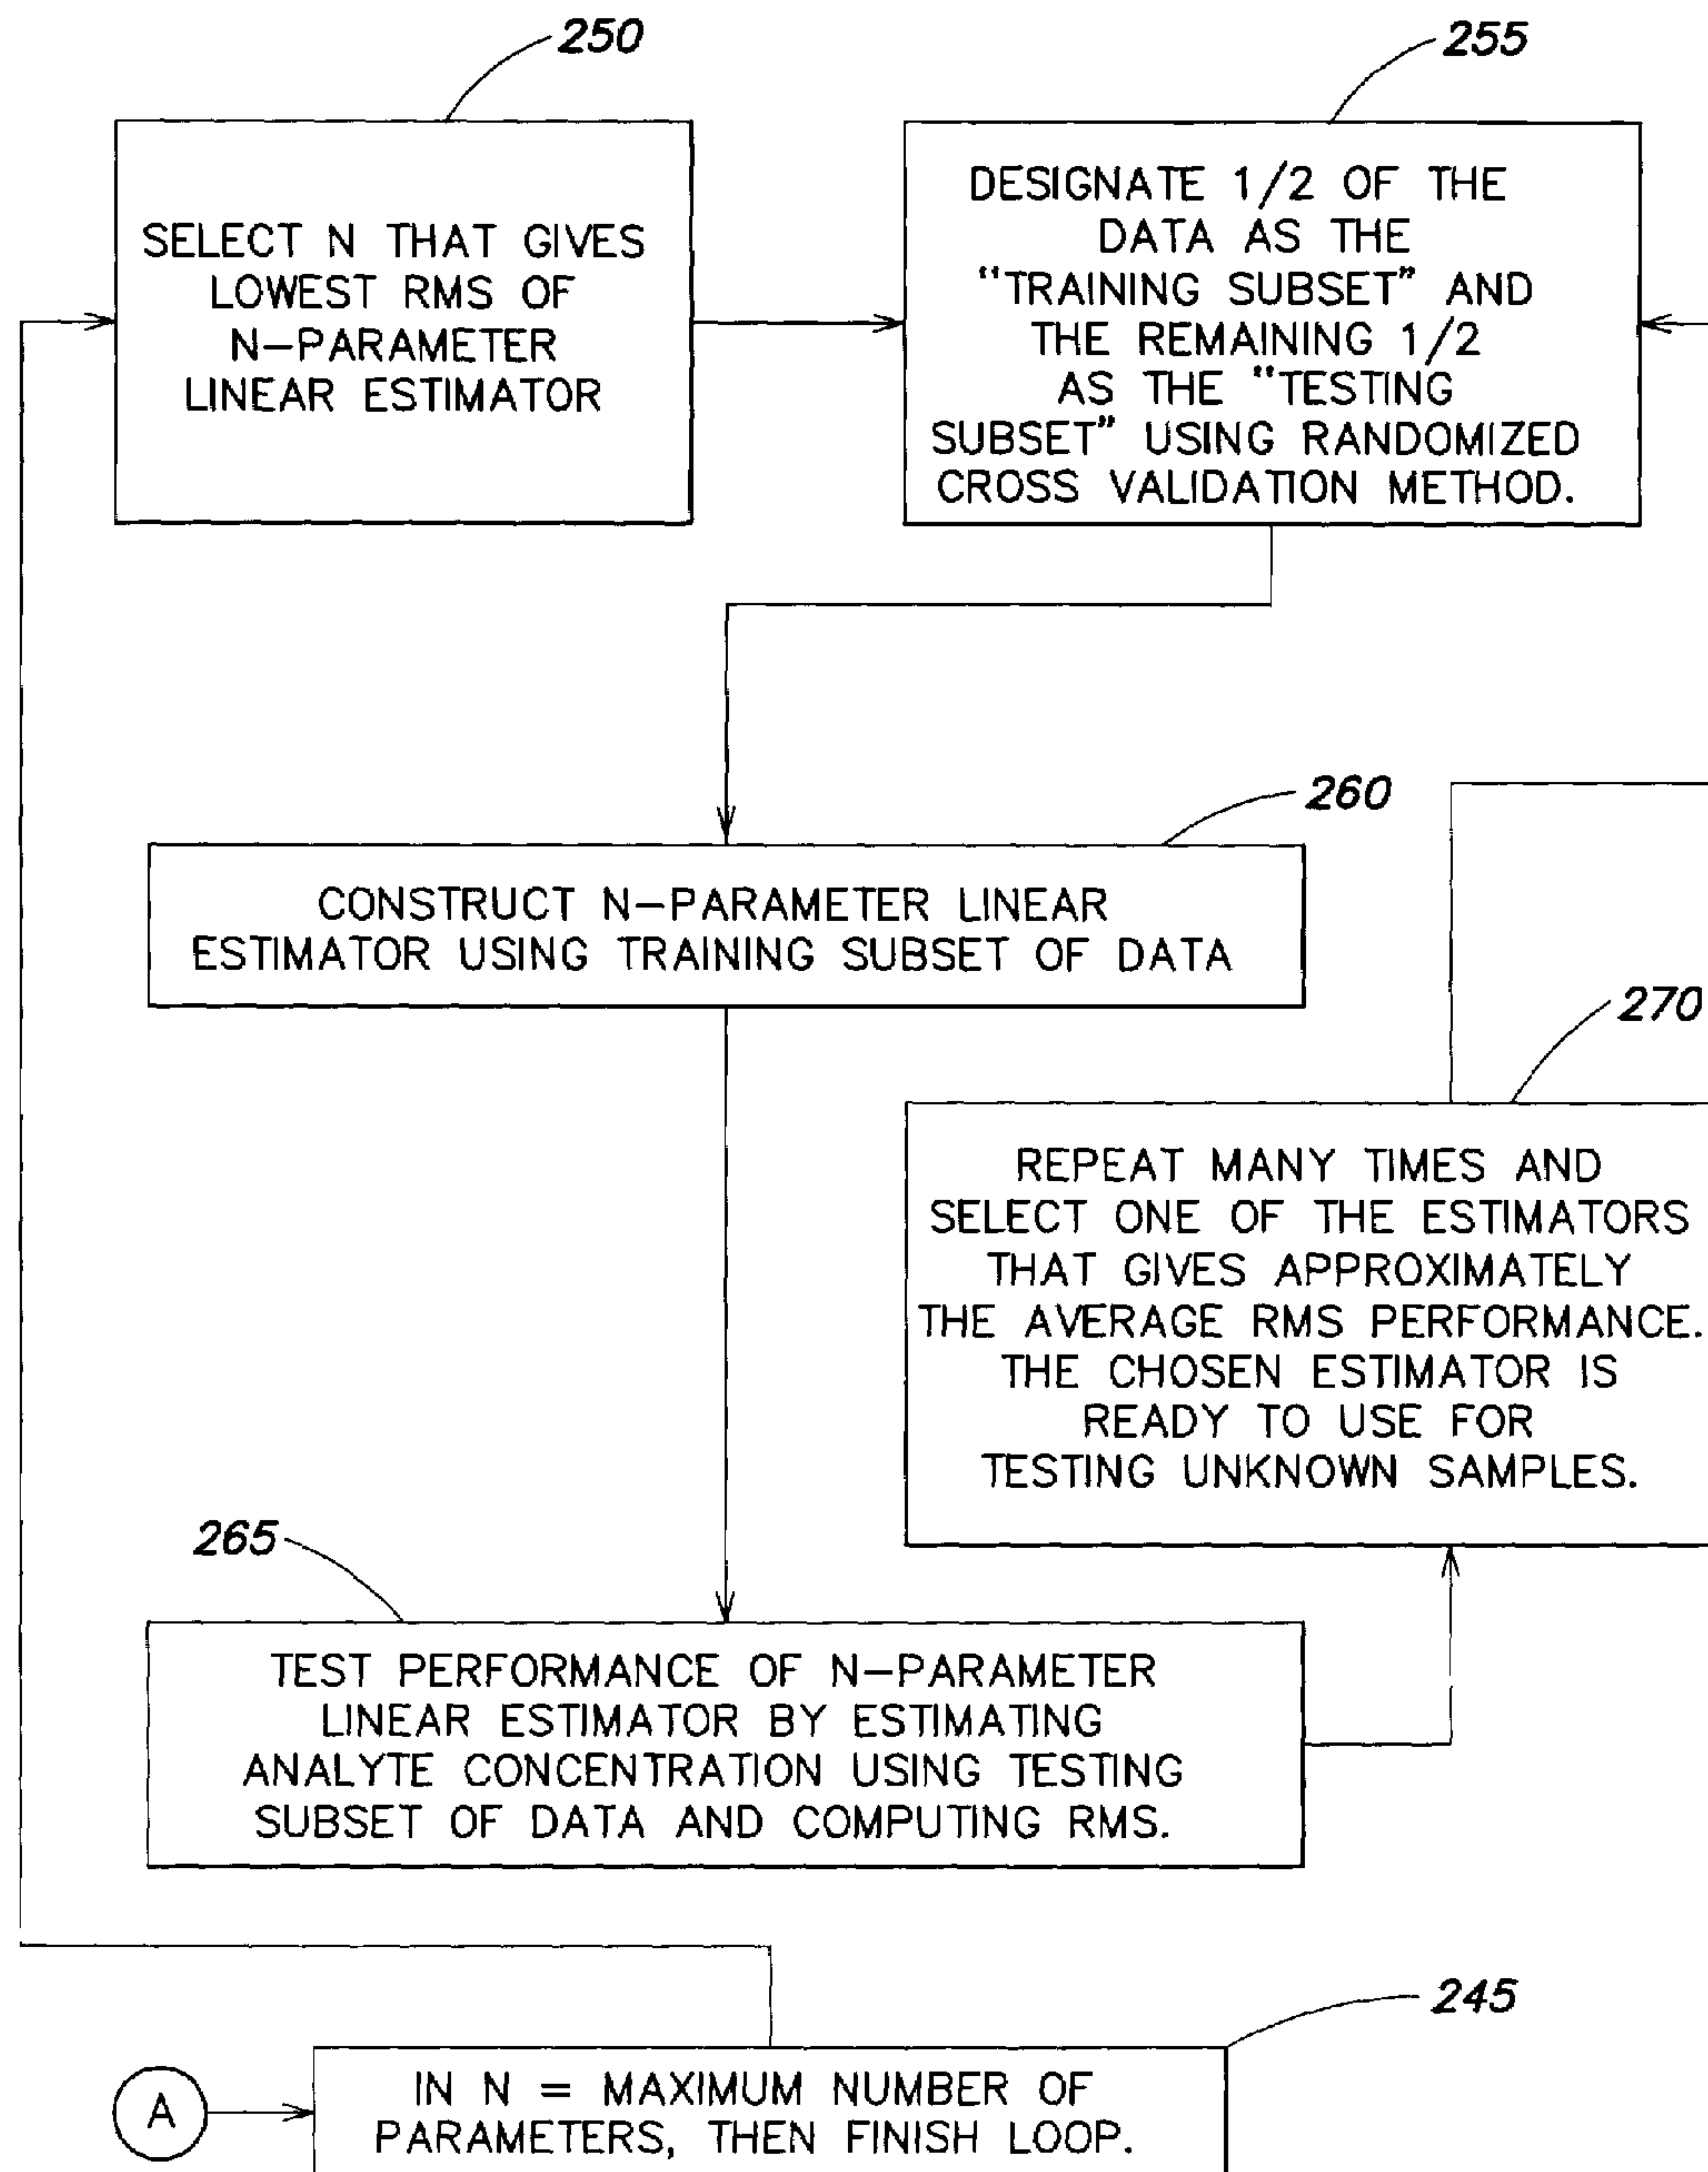 250
SELECT N THAT GIVES
LOWEST RMS OF
N-PARAMETER
LINEAR ESTIMATOR
255
DESIGNATE 1/2 OF THE
DATA AS THE
"TRAINING SUBSET" AND
THE REMAINING 1/2
AS THE "TESTING
SUBSET" USING RANDOMIZED
CROSS VALIDATION METHOD.
260
CONSTRUCT N-PARAMETER LINEAR
ESTIMATOR USING TRAINING SUBSET OF DATA
270
REPEAT MANY TIMES AND
SELECT ONE OF THE ESTIMATORS
THAT GIVES APPROXIMATELY
THE AVERAGE RMS PERFORMANCE.
THE CHOSEN ESTIMATOR IS
READY TO USE FOR
TESTING UNKNOWN SAMPLES.
265
TEST PERFORMANCE OF N-PARAMETER
LINEAR ESTIMATOR BY ESTIMATING
ANALYTE CONCENTRATION USING TESTING
SUBSET OF DATA AND COMPUTING RMS.
245
A
IN N = MAXIMUM NUMBER OF
PARAMETERS, THEN FINISH LOOP.